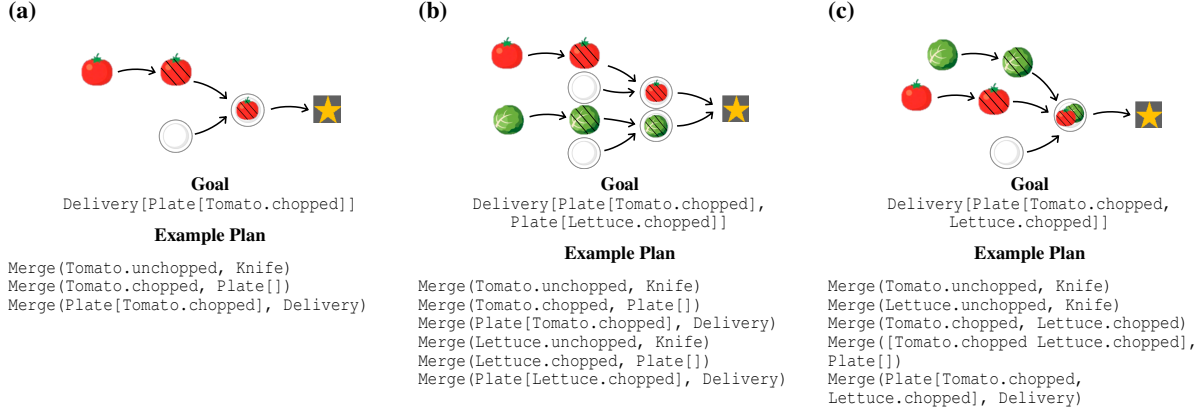 (a)
Goal
Delivery[Plate[Tomato.chopped]]
Example Plan
Merge(Tomato.unchopped, Knife)
Merge(Tomato.chopped, Plate[])
Merge(Plate[Tomato.chopped], Delivery)
(b)
Goal
Delivery[Plate[Tomato.chopped],
Plate[Lettuce.chopped]]
Example Plan
Merge(Tomato.unchopped, Knife)
Merge(Tomato.chopped, Plate[])
Merge(Plate[Tomato.chopped], Delivery)
Merge(Lettuce.unchopped, Knife)
Merge(Lettuce.chopped, Plate[])
Merge(Plate[Lettuce.chopped], Delivery)
(c)
Goal
Delivery[Plate[Tomato.chopped,
Lettuce.chopped]]
Example Plan
Merge(Tomato.unchopped, Knife)
Merge(Lettuce.unchopped, Knife)
Merge(Tomato.chopped, Lettuce.chopped)
Merge([Tomato.chopped Lettuce.chopped],
Plate[])
Merge(Plate[Tomato.chopped,
Lettuce.chopped], Delivery)